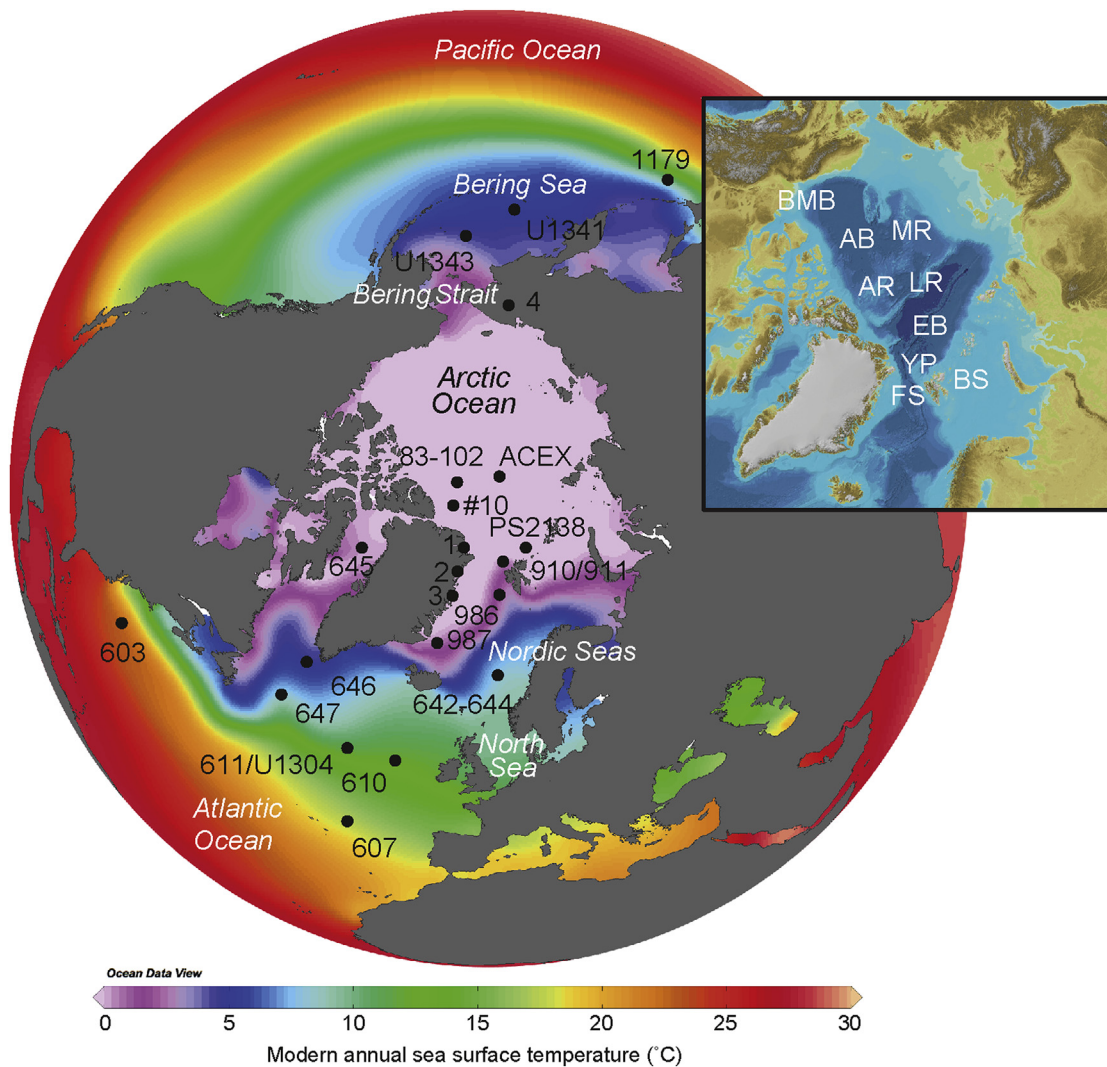 Pacific Ocean
1179
Bering Sea
U1341
U1343
Bering Strait
4
Arctic
Ocean
83-102
ACEX
#10
PS2138
1
645
2
910/911
3
986
987
603
Nordic Seas
646
642-644
647
North
Sea
611/U1304
610
Atlantic
Ocean
607
BMB
AB
MR
AR
LR
EB
YP
BS
FS
Ocean Data View
0 5 10 15 20 25 30
Modern annual sea surface temperature (˚C)